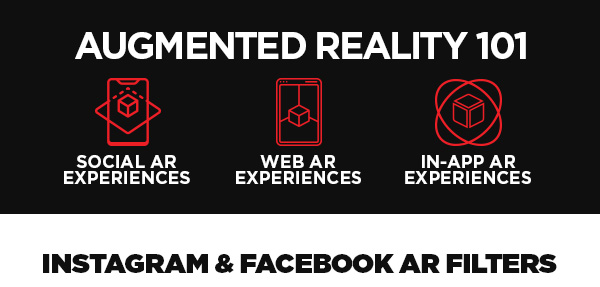 AUGMENTED REALITY 101
SOCIAL AR
EXPERIENCES
WEB AR
EXPERIENCES
IN-APP AR
EXPERIENCES
INSTAGRAM & FACEBOOK AR FILTERS